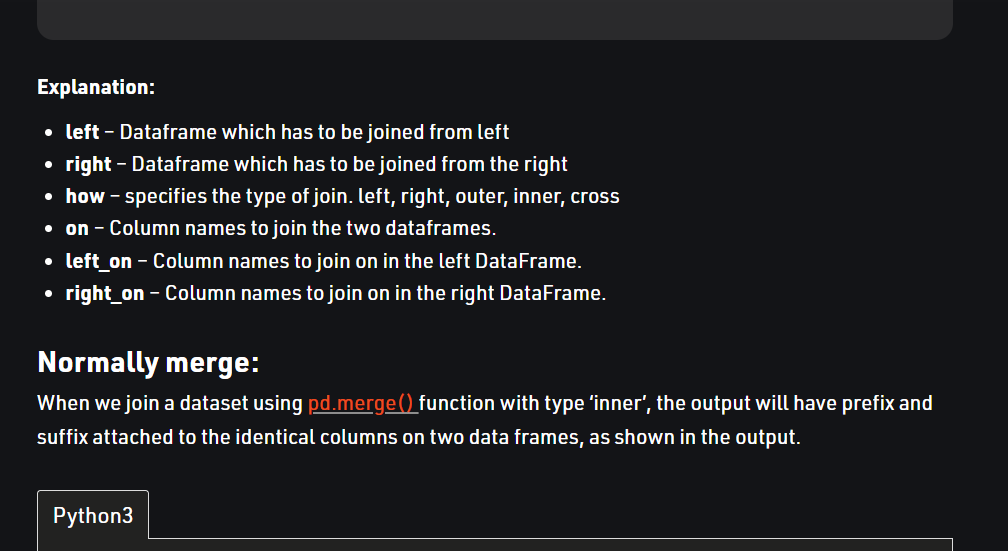 Explanation:
• left – Dataframe which has to be joined from left
• right – Dataframe which has to be joined from the right
• how – specifies the type of join. left, right, outer, inner, cross
• on – Column names to join the two dataframes.
• left_on – Column names to join on in the left DataFrame.
• right_on – Column names to join on in the right DataFrame.
Normally merge:
When we join a dataset using pd.merge() function with type ‘inner’, the output will have prefix and
suffix attached to the identical columns on two data frames, as shown in the output.
Python3